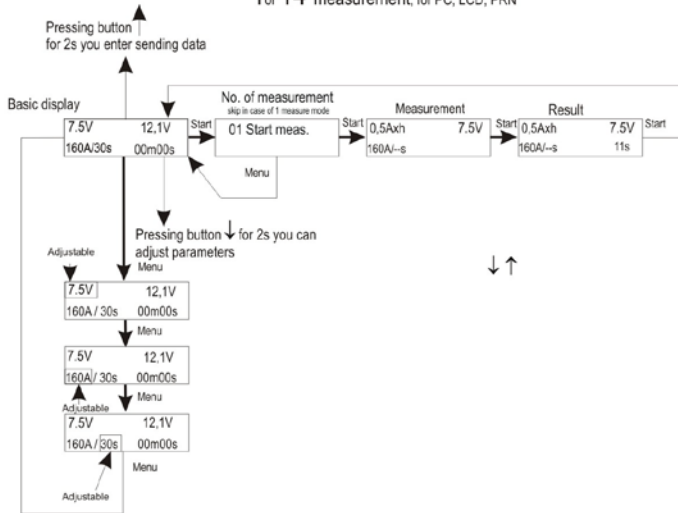 For 1-F measurement, for PC, LCD, PRN
Pressing button ↑
for 2s you enter sending data
Basic display
7.5V 12,1V
160A/30s 00m00s
Start
No. of measurement
skip in case of 1 measure mode
01 Start meas.
Menu
Start
Measurement
0,5Axh 7.5V
160A/--s
Start
Result
0,5Axh 7.5V
160A/--s 11s
Start
Pressing button ↓ for 2s you can
adjust parameters
↓↑
Adjustable
Menu
7.5V 12,1V
160A / 30s 00m00s
Menu
7.5V 12.1V
160A / 30s 00m00s
Menu
Adjustable
7.5V 12,1V
160A / 30s 00m00s
Menu
Adjustable